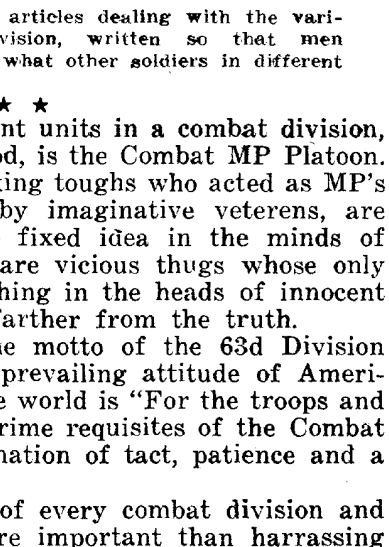 articles dealing with the vari-
vision, written so that men
what other soldiers in different
★ ★
nt units in a combat division,
od, is the Combat MP Platoon.
king toughs who acted as MP's
by imaginative veterens, are
fixed idea in the minds of
are vicious thugs whose only
hing in the heads of innocent
farther from the truth.
he motto of the 63d Division
prevailing attitude of Ameri-
e world is "For the troops and
rime requisites of the Combat
nation of tact, patience and a
of every combat division and
re important than harrassing